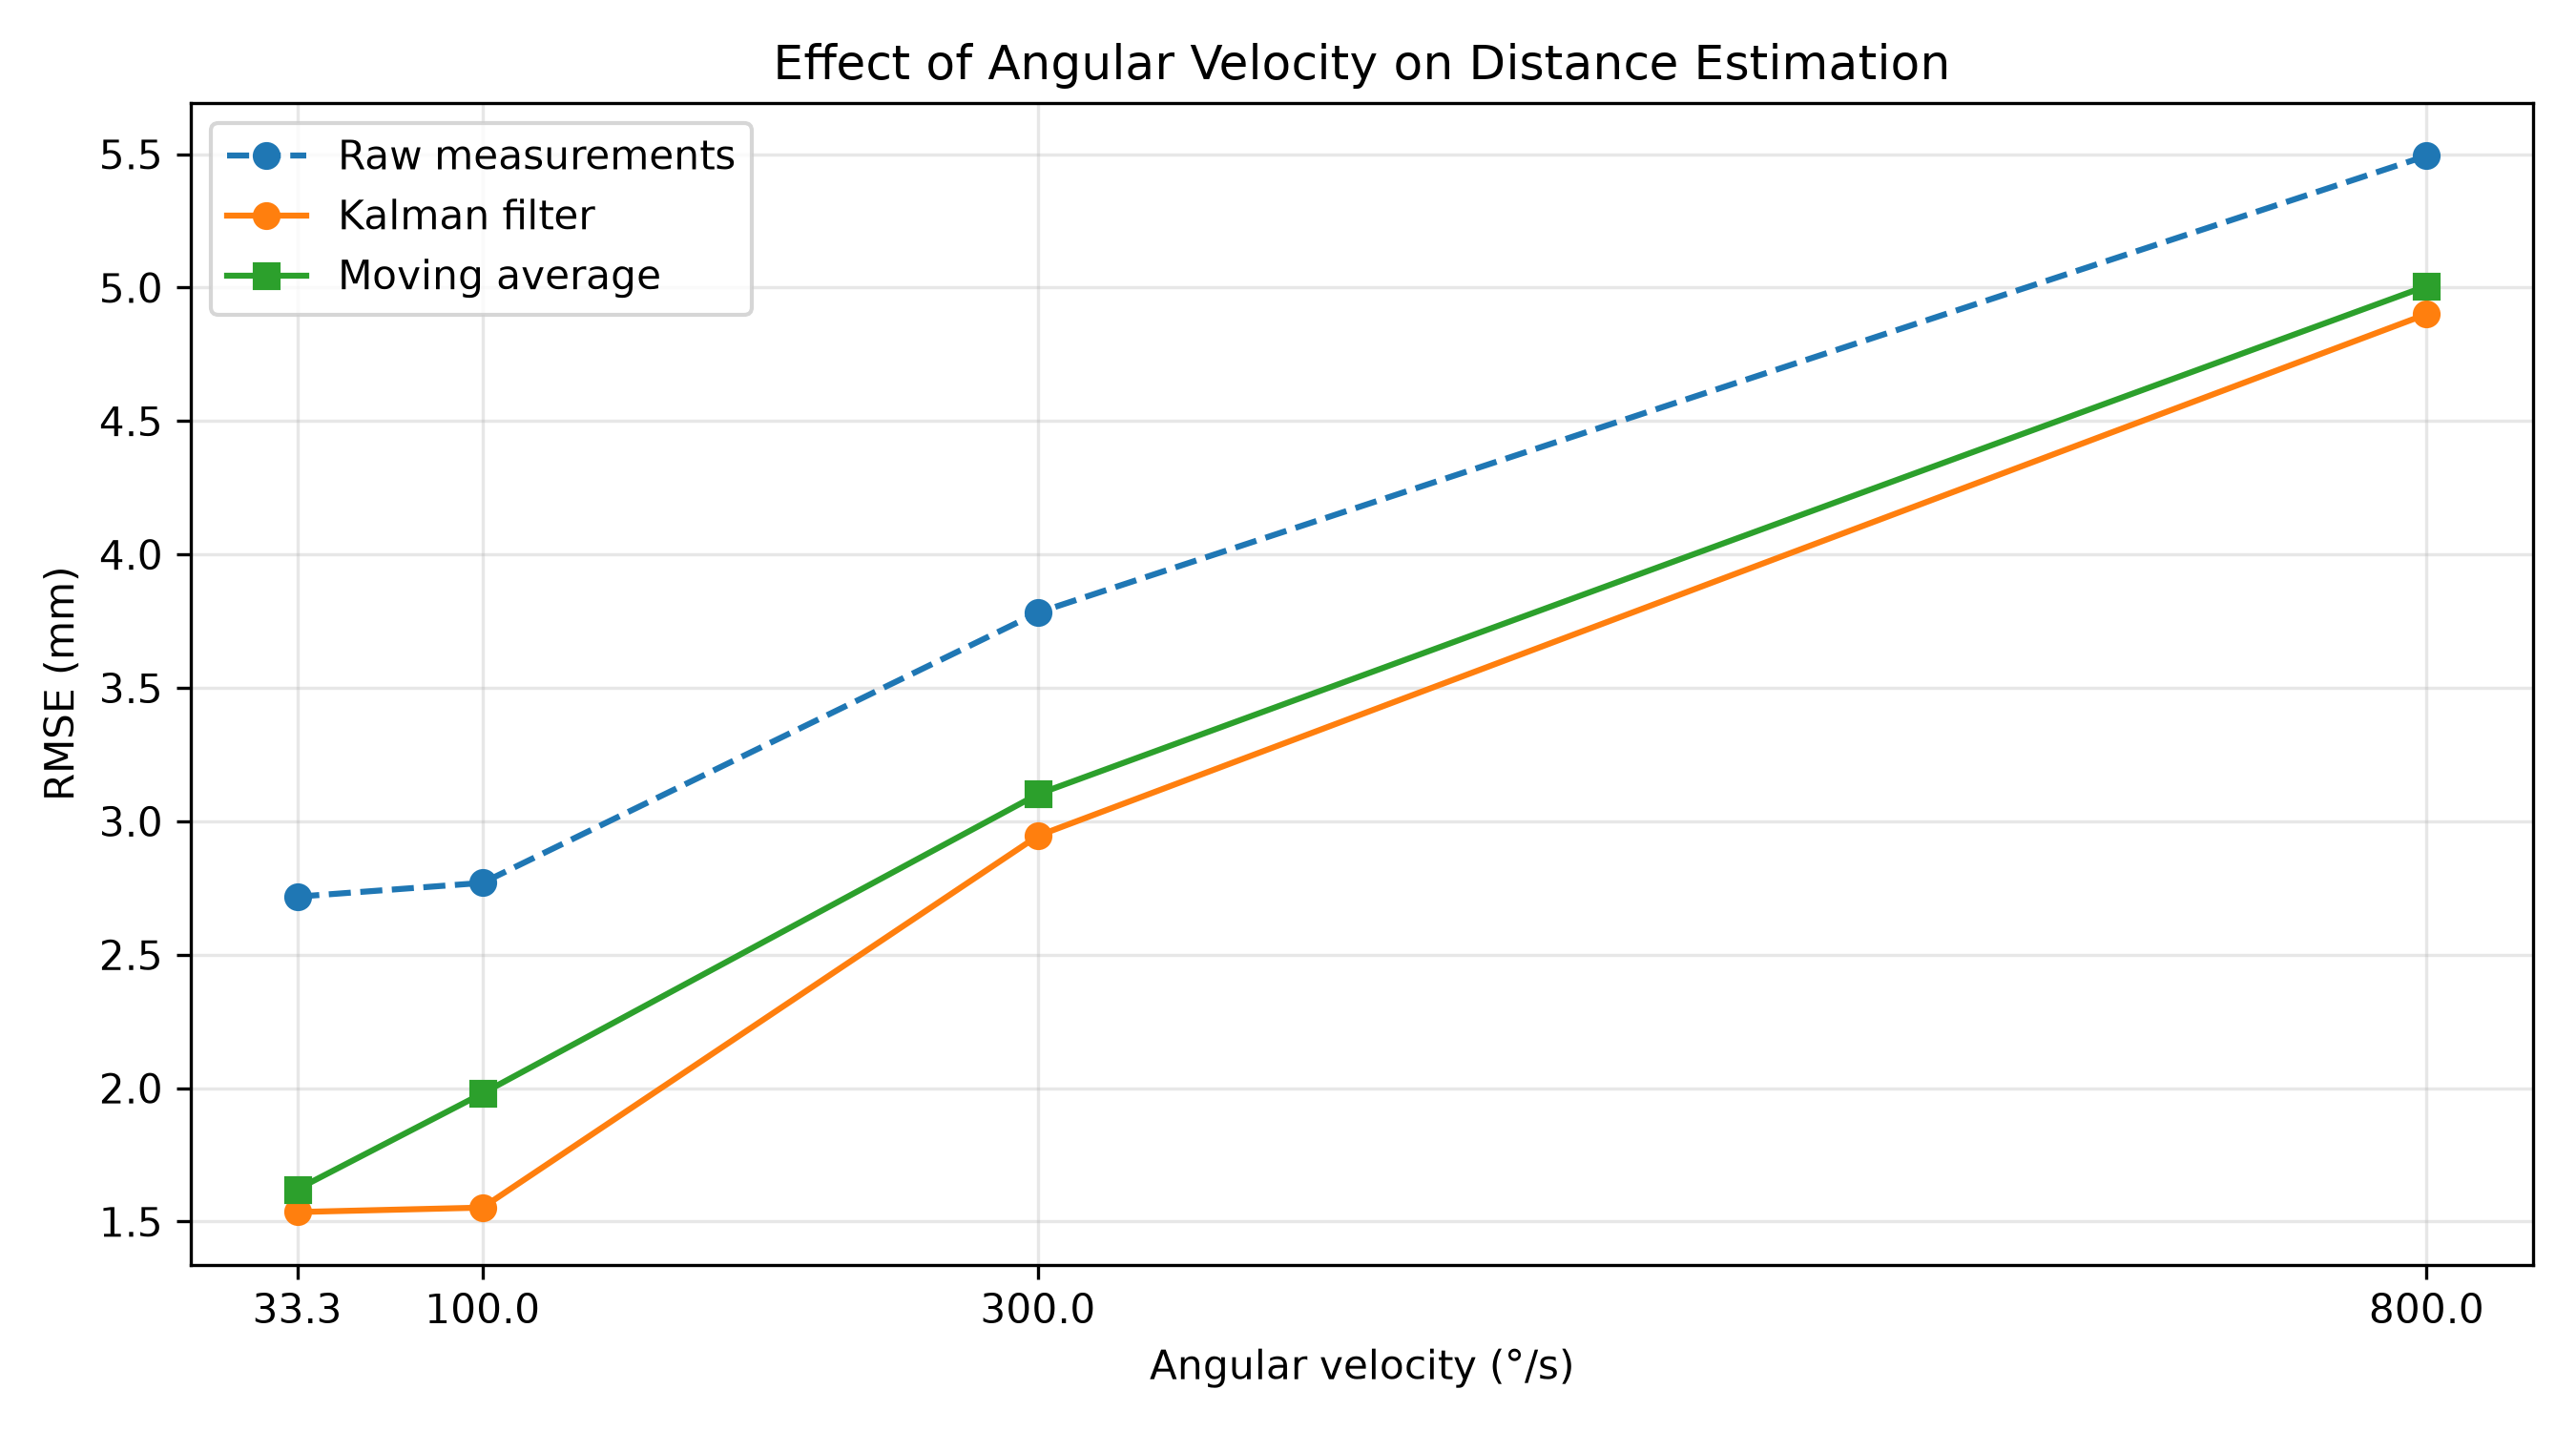 Effect of Angular Velocity on Distance Estimation
Raw measurements
Kalman filter
Moving average
5.5
5.0
4.5
4.0
3.5
3.0
2.5
2.0
1.5
RMSE (mm)
33.3 100.0 300.0 800.0
Angular velocity (°/s)